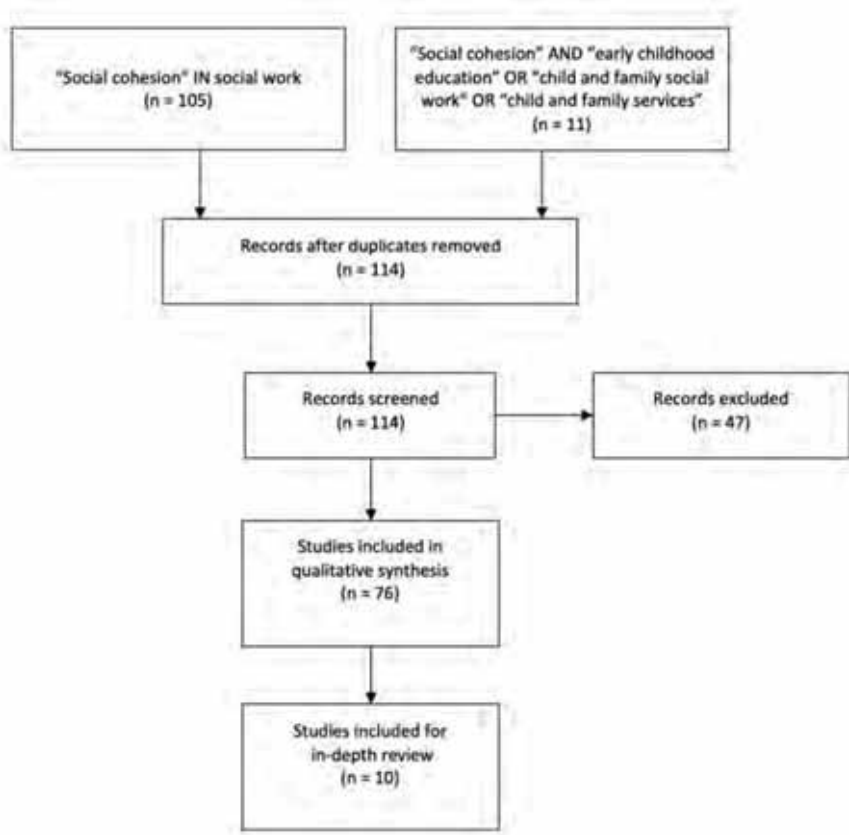 "Social cohesion" IN social work
(n = 105)
"Social cohesion" AND "early childhood
education" OR "child and family social
work" OR "child and family services"
(n = 11)
Records after duplicates removed
(n = 114)
Records screened
(n = 114)
Records excluded
(n = 47)
Studies included in
qualitative synthesis
(n = 76)
Studies included for
in-depth review
(n = 10)